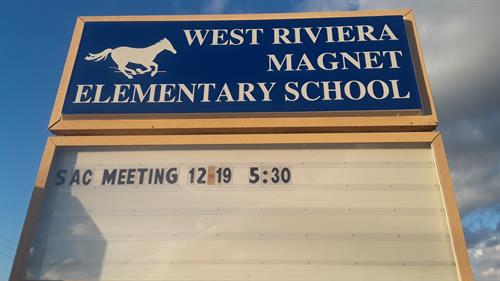 WEST RIVIERA
MAGNET
ELEMENTARY SCHOOL
SAC MEETING 12-19 5:30